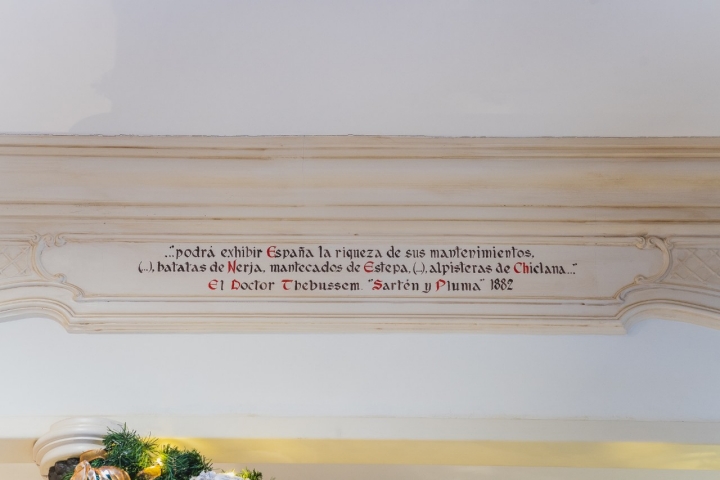 ..."podrá exhibir España la riqueza de sus mantenimientos,
(...), batatas de Nerja, mantecados de Estepa, (...), alpisteras de Chiclana..."
El Doctor Thebussem "Sartén y Pluma" 1882